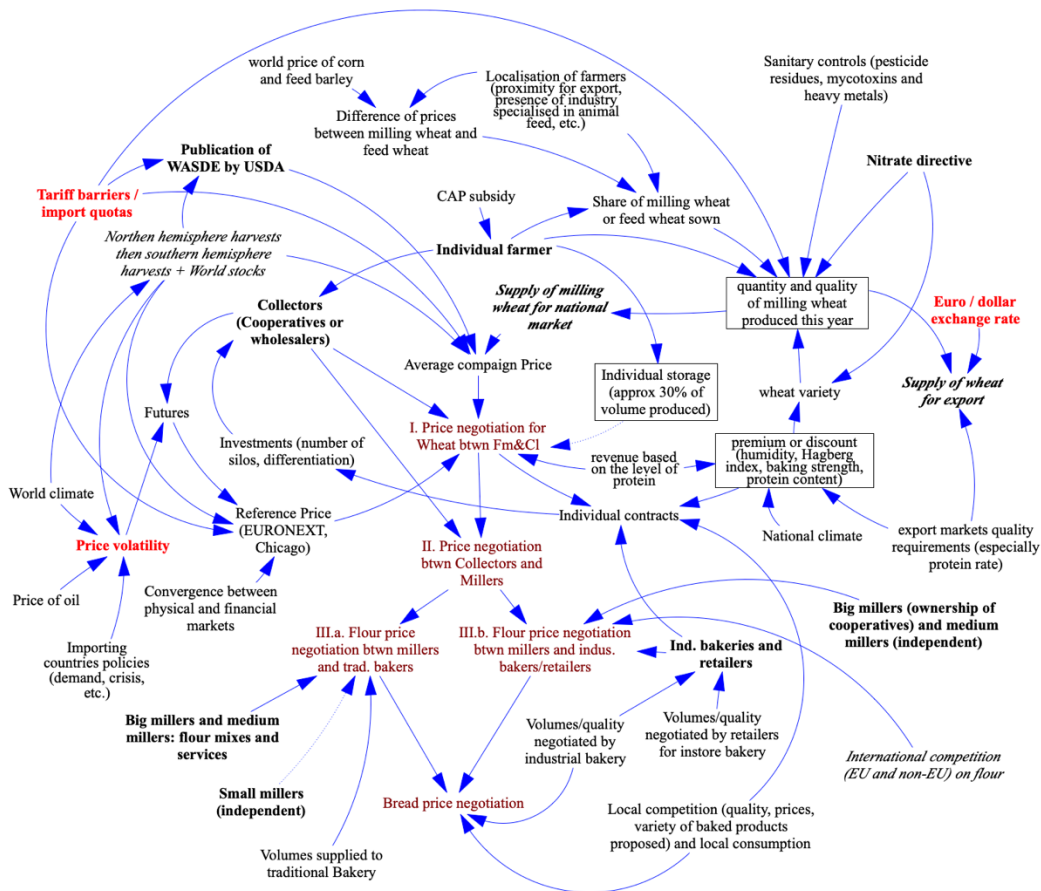 world price of corn
and feed barley
Localisation of farmers
(proximity for export,
presence of industry
specialised in animal
feed, etc.)
Sanitary controls (pesticide
residues, mycotoxins and
heavy metals)
Difference of prices
between milling wheat and
feed wheat
Publication of
WASDE by USDA
Nitrate directive
Tariff barriers /
import quotas
CAP subsidy
Share of milling wheat
or feed wheat sown
Northen hemisphere harvests
then southern hemisphere
harvests + World stocks
Individual farmer
Collectors
(Cooperatives or
wholesalers)
Supply of milling
wheat for national
market
quantity and quality
of milling wheat
produced this year
Euro / dollar
exchange rate
Average compaign Price
Individual storage
(approx 30% of
volume produced)
wheat variety
Supply of wheat
for export
Futures
I. Price negotiation for
Wheat btwn Fm&Cl
Investments (number of
silos, differentiation)
revenue based
on the level of
protein
premium or discount
(humidity, Hagberg
index, baking strength,
protein content)
World climate
Reference Price
(EURONEXT,
Chicago)
Individual contracts
National climate
export markets quality
requirements (especially
protein rate)
Price volatility
II. Price negotiation
btwn Collectors and
Millers
Price of oil
Convergence between
physical and financial
markets
Big millers (ownership of
cooperatives) and medium
millers (independent)
Importing
countries policies
(demand, crisis,
etc.)
III.a. Flour price
negotiation btwn millers
and trad. bakers
III.b. Flour price negotiation
btwn millers and indus.
bakers/retailers
Ind. bakeries and
retailers
Big millers and medium
millers: flour mixes and
services
Volumes/quality
negotiated by
industrial bakery
Volumes/quality
negotiated by retailers
for instore bakery
International competition
(EU and non-EU) on flour
Small millers
(independent)
Bread price negotiation
Local competition (quality, prices,
variety of baked products
proposed) and local consumption
Volumes supplied to
traditional Bakery